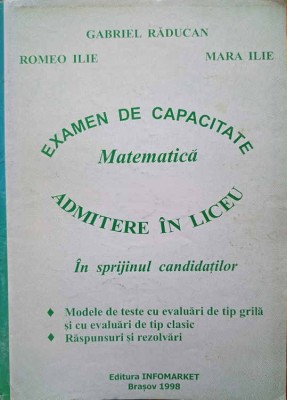 GABRIEL RĂDUCAN
ROMEO ILIE MARA ILIE
EXAMEN DE CAPACITATE
Matematică
ADMITERE ÎN LICEU
În sprijinul candidaților
♦ Modele de teste cu evaluări de tip grilă
și cu evaluări de tip clasic
♦ Răspunsuri și rezolvări
Editura INFOMARKET
Brașov 1998